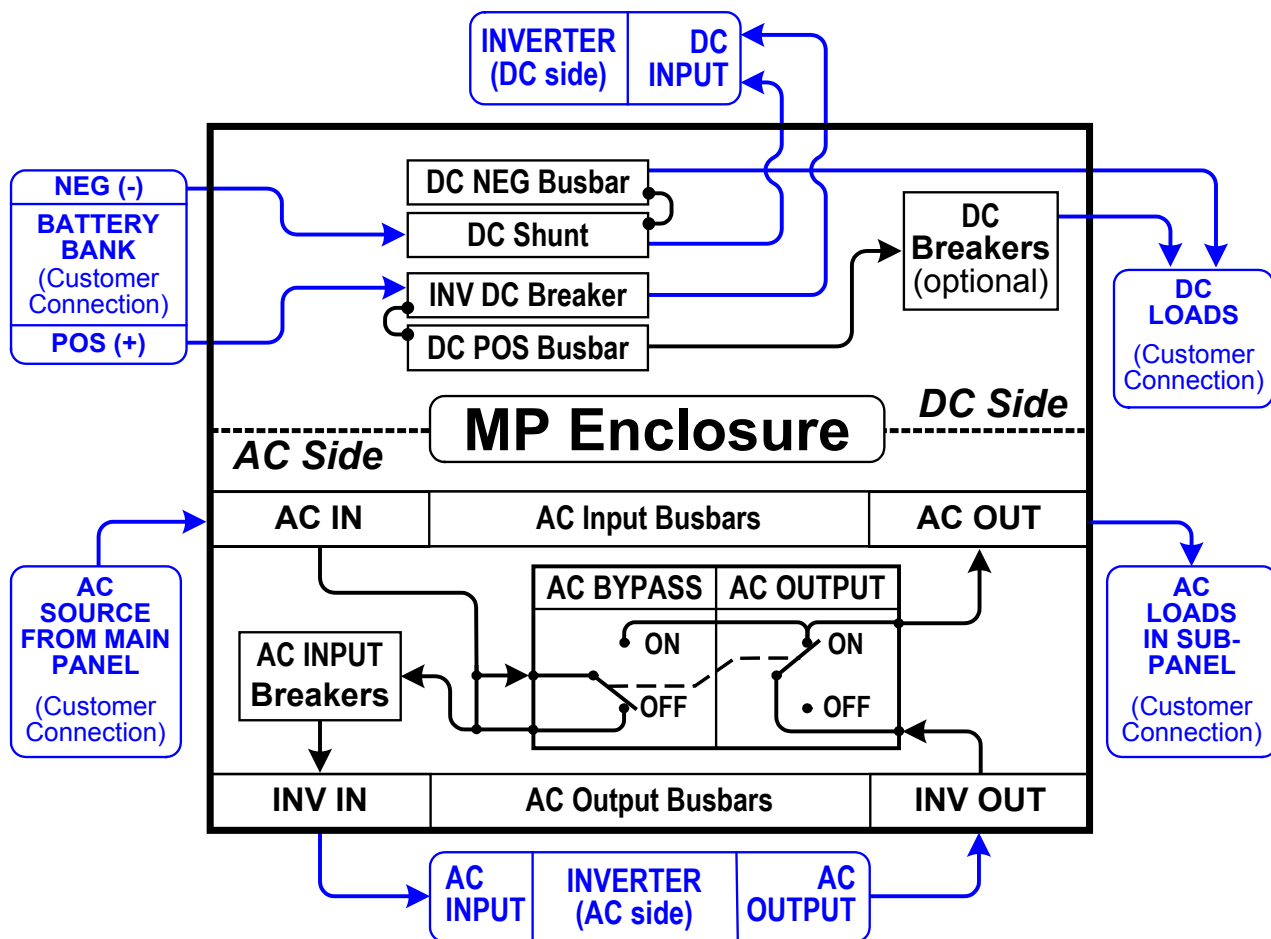 INVERTER
(DC side)
DC
INPUT
NEG (-)
BATTERY
BANK
(Customer
Connection)
POS (+)
DC NEG Busbar
DC Shunt
INV DC Breaker
DC POS Busbar
DC
Breakers
(optional)
DC
LOADS
(Customer
Connection)
MP Enclosure
DC Side
AC Side
AC IN
AC Input Busbars
AC OUT
AC
SOURCE
FROM MAIN
PANEL
(Customer
Connection)
AC INPUT
Breakers
AC BYPASS
ON
OFF
AC OUTPUT
ON
OFF
AC
LOADS
IN SUB-
PANEL
(Customer
Connection)
INV IN
AC Output Busbars
INV OUT
AC
INPUT
INVERTER
(AC side)
AC
OUTPUT